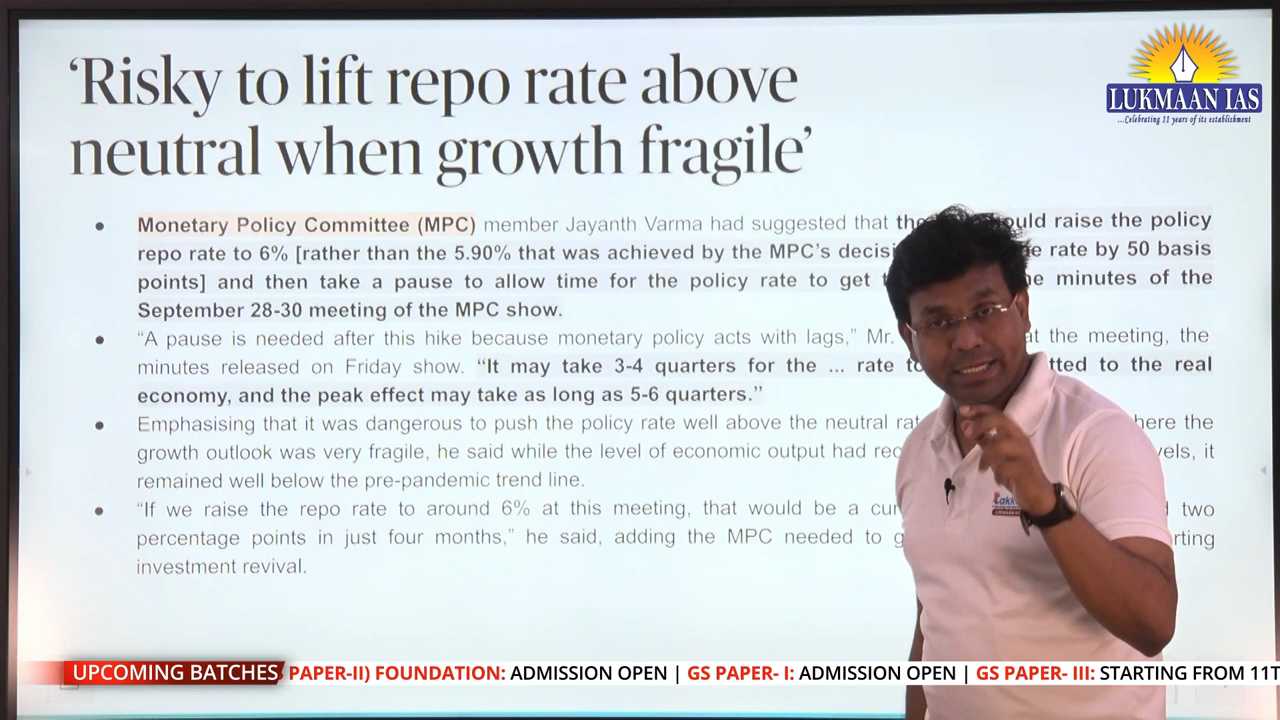 ‘Risky to lift repo rate above
neutral when growth fragile’
LUKMAAN IAS
...Celebrating 11 years of its establishment
● Monetary Policy Committee (MPC) member Jayanth Varma had suggested that the ould raise the policy
repo rate to 6% [rather than the 5.90% that was achieved by the MPC’s decisi e rate by 50 basis
points] and then take a pause to allow time for the policy rate to get he minutes of the
September 28-30 meeting of the MPC show.
● “A pause is needed after this hike because monetary policy acts with lags,” Mr. at the meeting, the
minutes released on Friday show. “It may take 3-4 quarters for the ... rate to tted to the real
economy, and the peak effect may take as long as 5-6 quarters.”
● Emphasising that it was dangerous to push the policy rate well above the neutral rat here the
growth outlook was very fragile, he said while the level of economic output had rec vels, it
remained well below the pre-pandemic trend line.
● “If we raise the repo rate to around 6% at this meeting, that would be a cu two
percentage points in just four months,” he said, adding the MPC needed to g rting
investment revival.
UPCOMING BATCHES PAPER-II) FOUNDATION: ADMISSION OPEN | GS PAPER- I: ADMISSION OPEN | GS PAPER- III: STARTING FROM 11T